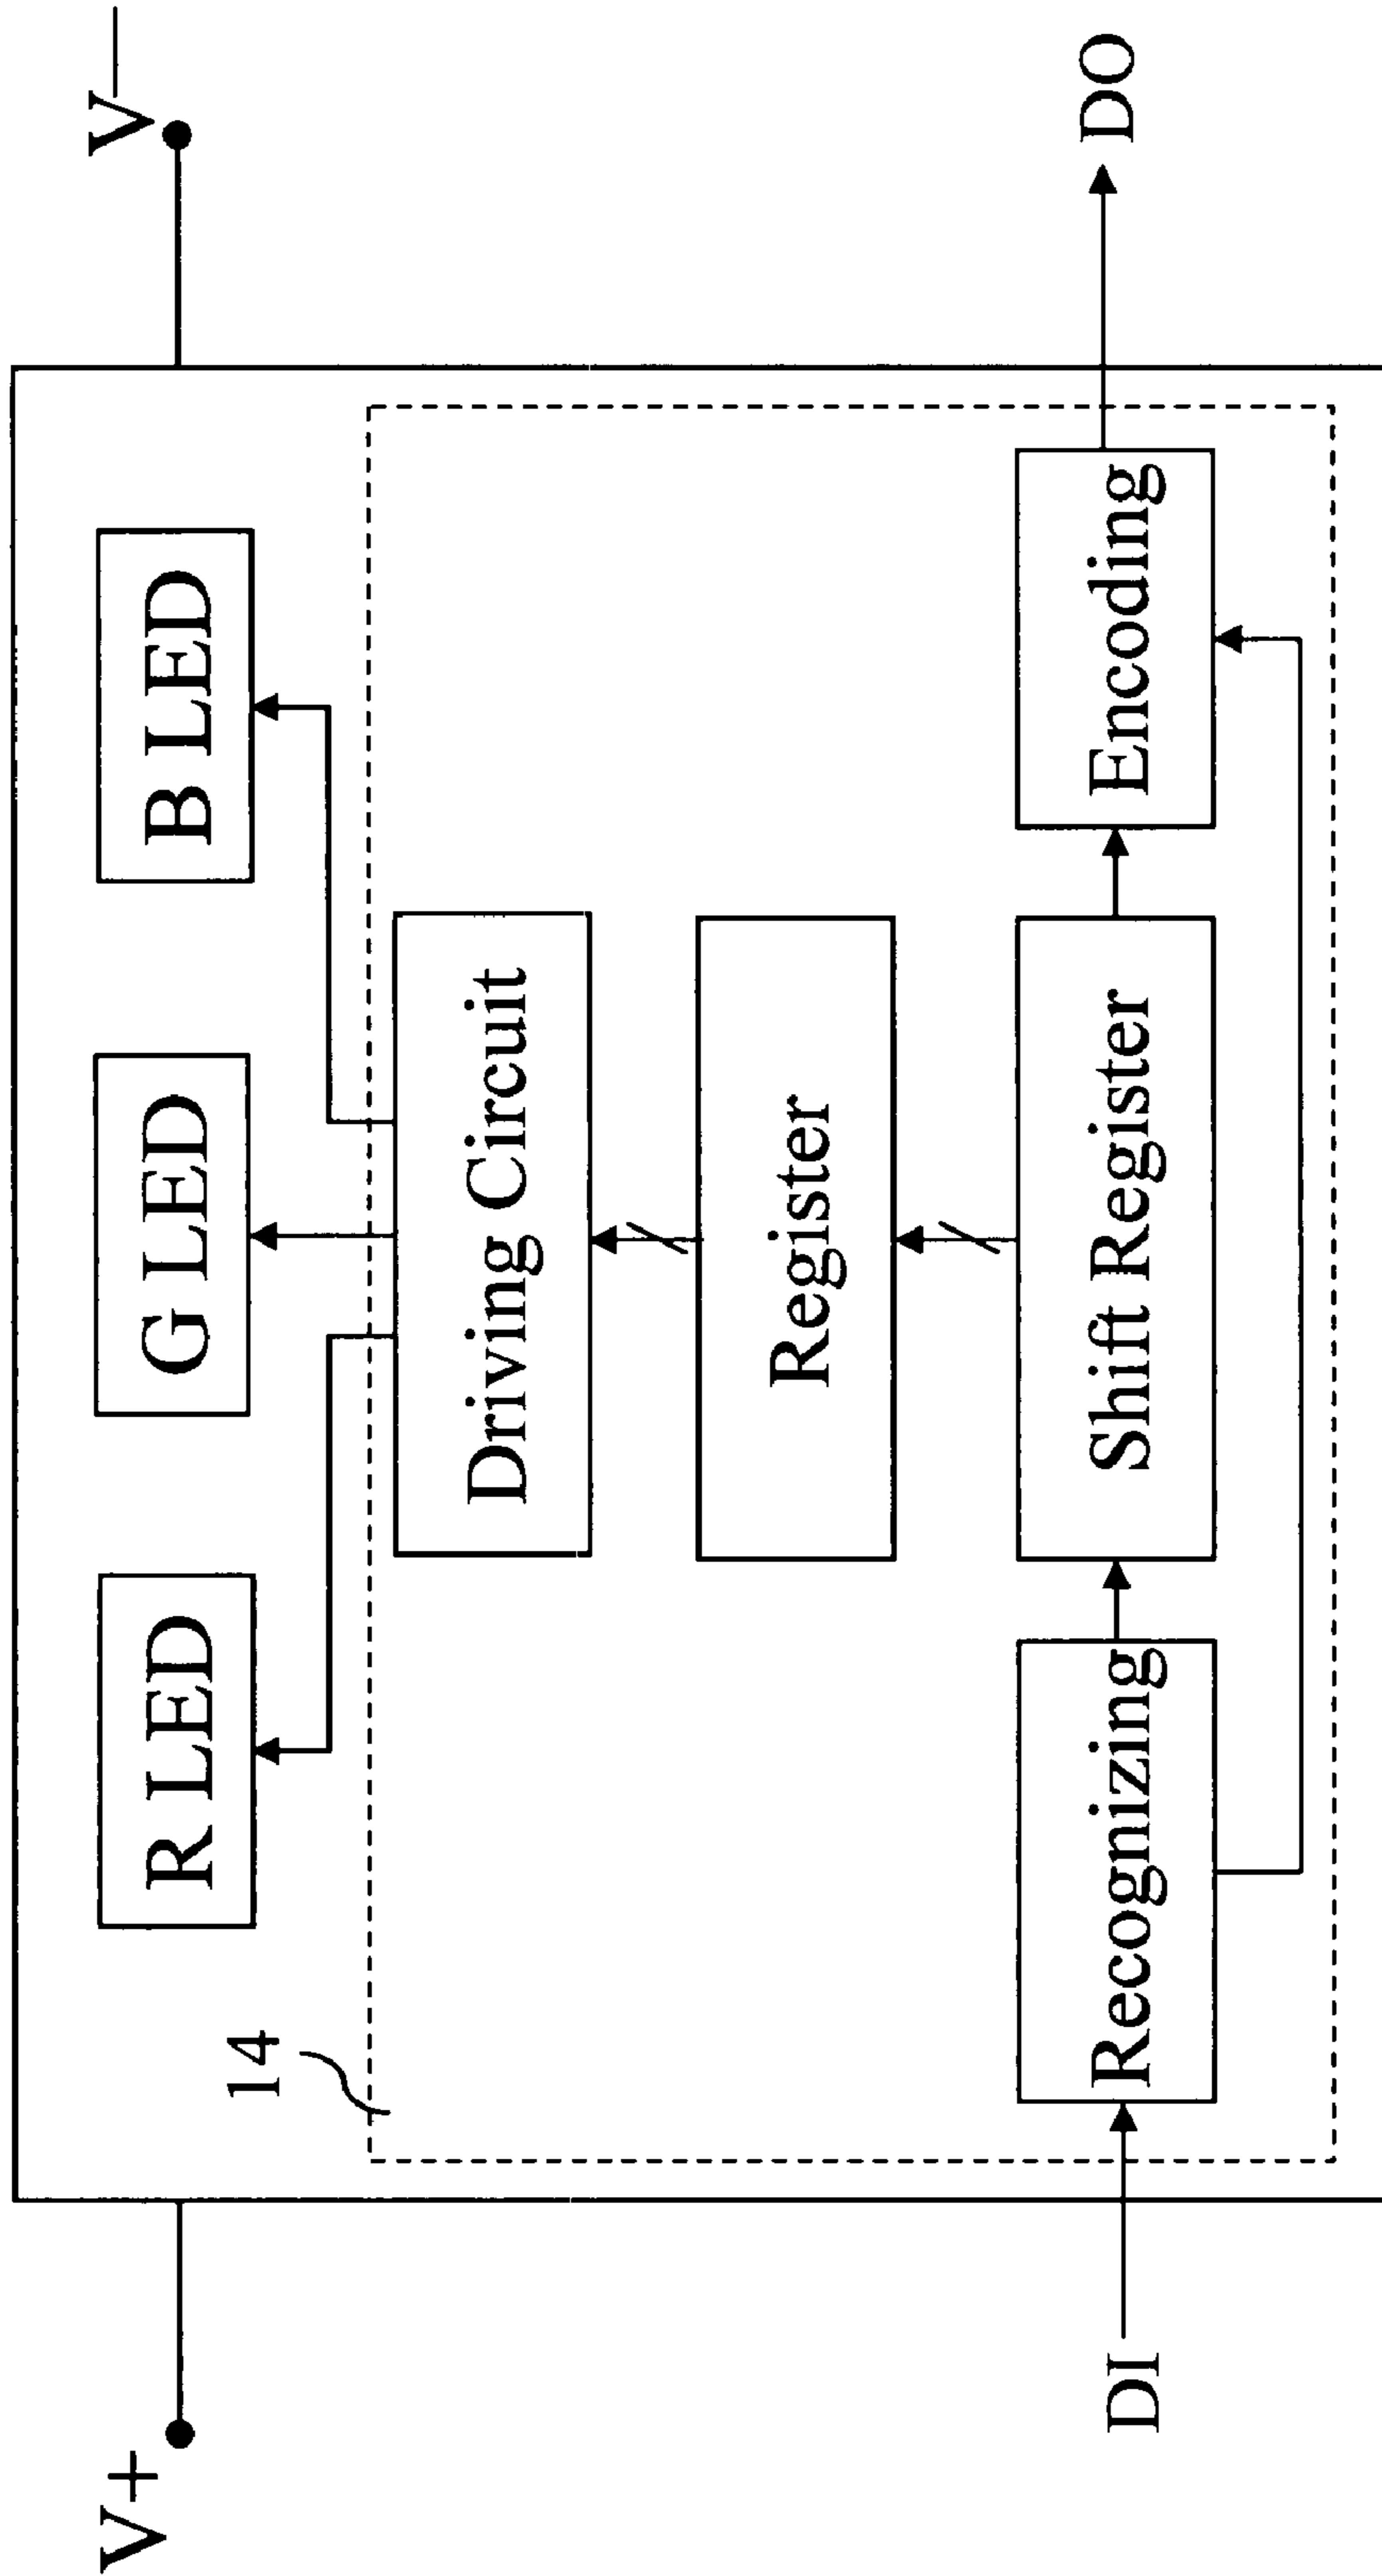 V+
V−
R LED
G LED
B LED
14
Driving Circuit
Register
DI
Recognizing
Shift Register
Encoding
DO